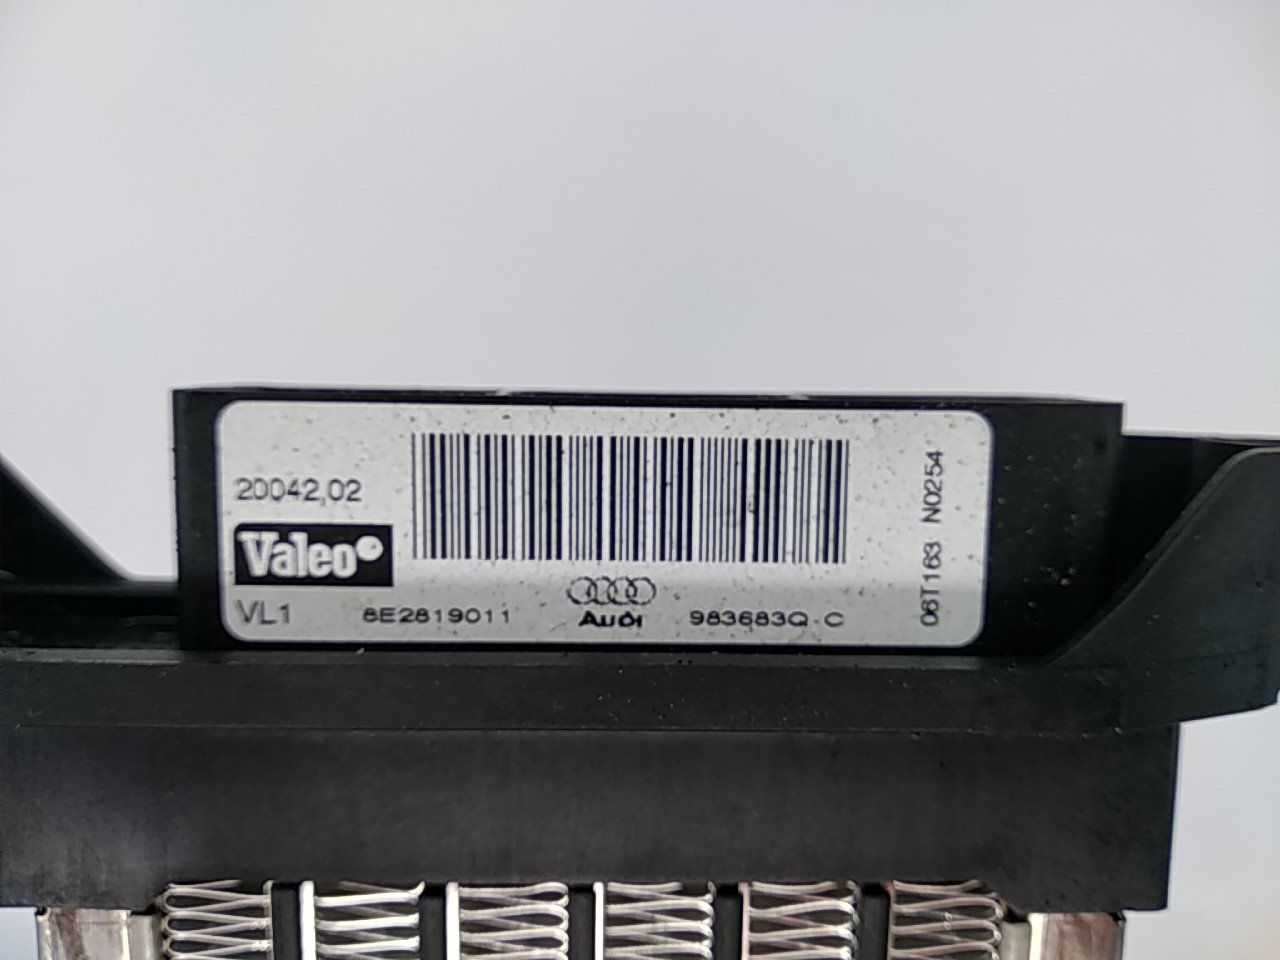 20042,02
Valeo
VL1
8E2819011
Audi
983683Q-C
06T163 N0254